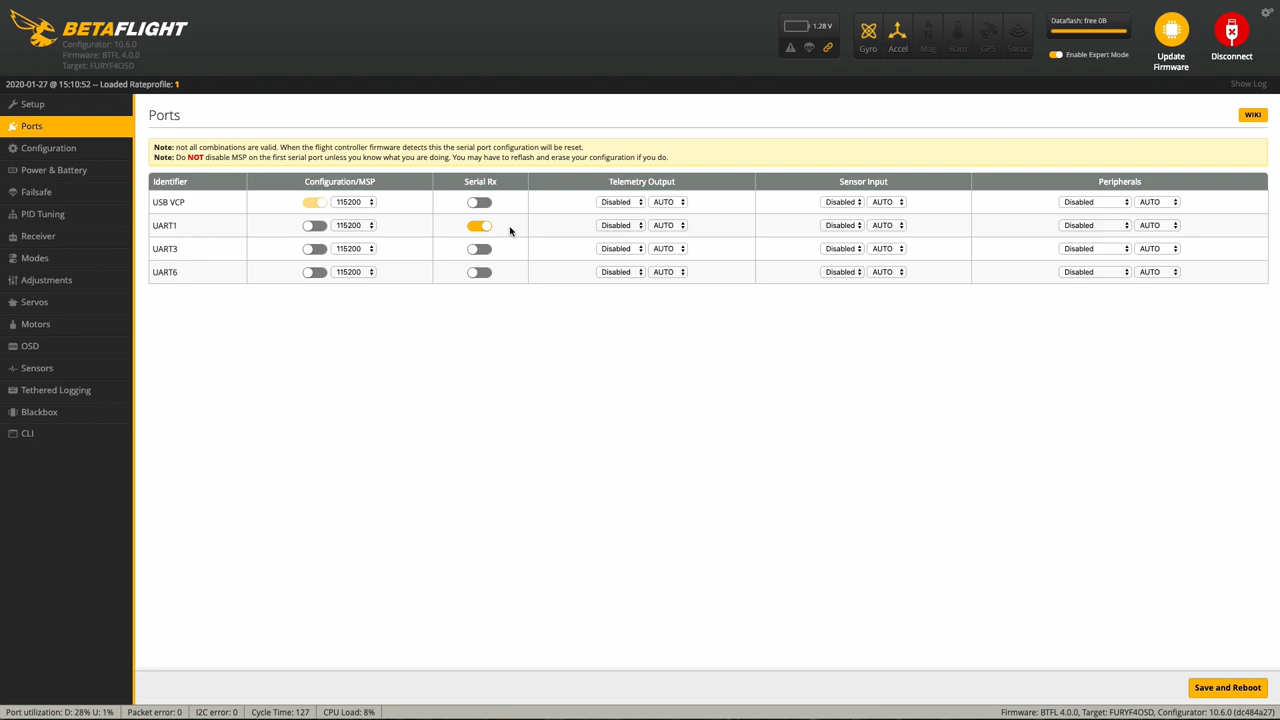 BETAFLIGHT
Configurator: 10.6.0
Firmware: BTFL 4.0.0
Target: FURYF4OSD
1.28 V
Gyro
Accel
Mag
Baro
GPS
Sonar
Dataflash: free 0B
Enable Expert Mode
Update
Firmware
Disconnect
2020-01-27 @ 15:10:52 -- Loaded Rateprofile: 1
Show Log
Setup
Ports
Configuration
Power & Battery
Failsafe
PID Tuning
Receiver
Modes
Adjustments
Servos
Motors
OSD
Sensors
Tethered Logging
Blackbox
CLI
Ports
WIKI
Note: not all combinations are valid. When the flight controller firmware detects this the serial port configuration will be reset.
Note: Do NOT disable MSP on the first serial port unless you know what you are doing. You may have to reflash and erase your configuration if you do.
Identifier Configuration/MSP Serial Rx Telemetry Output Sensor Input Peripherals
USB VCP 115200 Disabled AUTO Disabled AUTO Disabled AUTO
UART1 115200 Disabled AUTO Disabled AUTO Disabled AUTO
UART3 115200 Disabled AUTO Disabled AUTO Disabled AUTO
UART6 115200 Disabled AUTO Disabled AUTO Disabled AUTO
Save and Reboot
Port utilization: D: 28% U: 1% Packet error: 0 I2C error: 0 Cycle Time: 127 CPU Load: 8% Firmware: BTFL 4.0.0, Target: FURYF4OSD, Configurator: 10.6.0 (dc484a27)